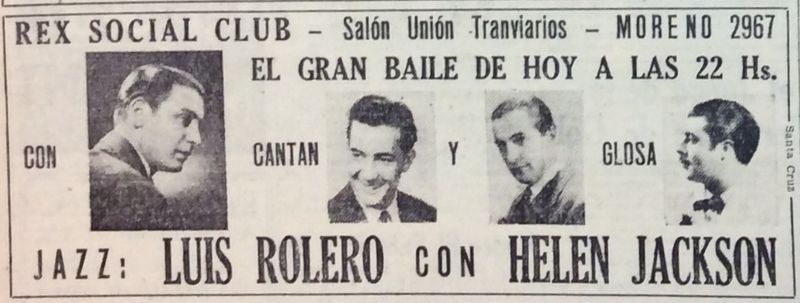 REX SOCIAL CLUB – Salón Unión Tranviarios – MORENO 2967
EL GRAN BAILE DE HOY A LAS 22 Hs.
CON CANTAN Y GLOSA
Santa Cruz
JAZZ: LUIS ROLERO CON HELEN JACKSON